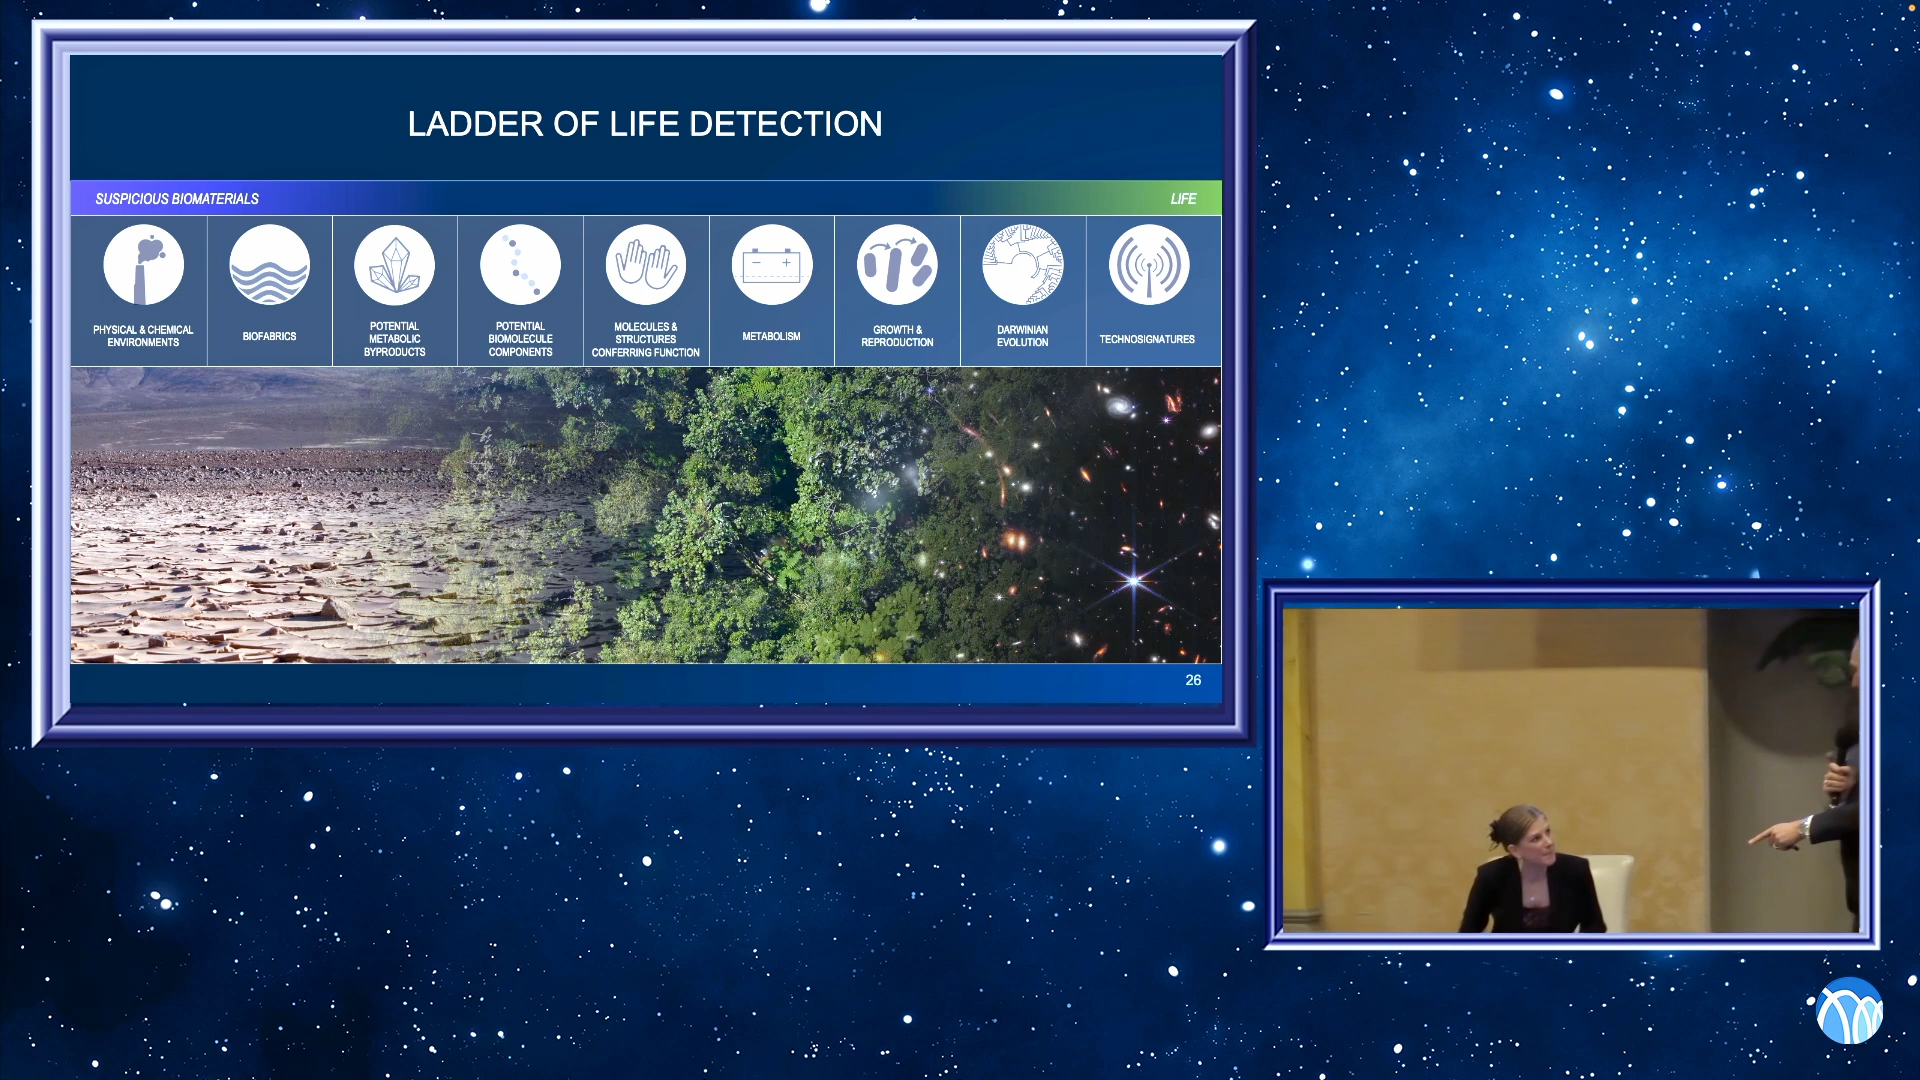 LADDER OF LIFE DETECTION
SUSPICIOUS BIOMATERIALS
LIFE
PHYSICAL & CHEMICAL
ENVIRONMENTS
BIOFABRICS
POTENTIAL
METABOLIC
BYPRODUCTS
POTENTIAL
BIOMOLECULE
COMPONENTS
MOLECULES &
STRUCTURES
CONFERRING FUNCTION
METABOLISM
GROWTH &
REPRODUCTION
DARWINIAN
EVOLUTION
TECHNOSIGNATURES
26